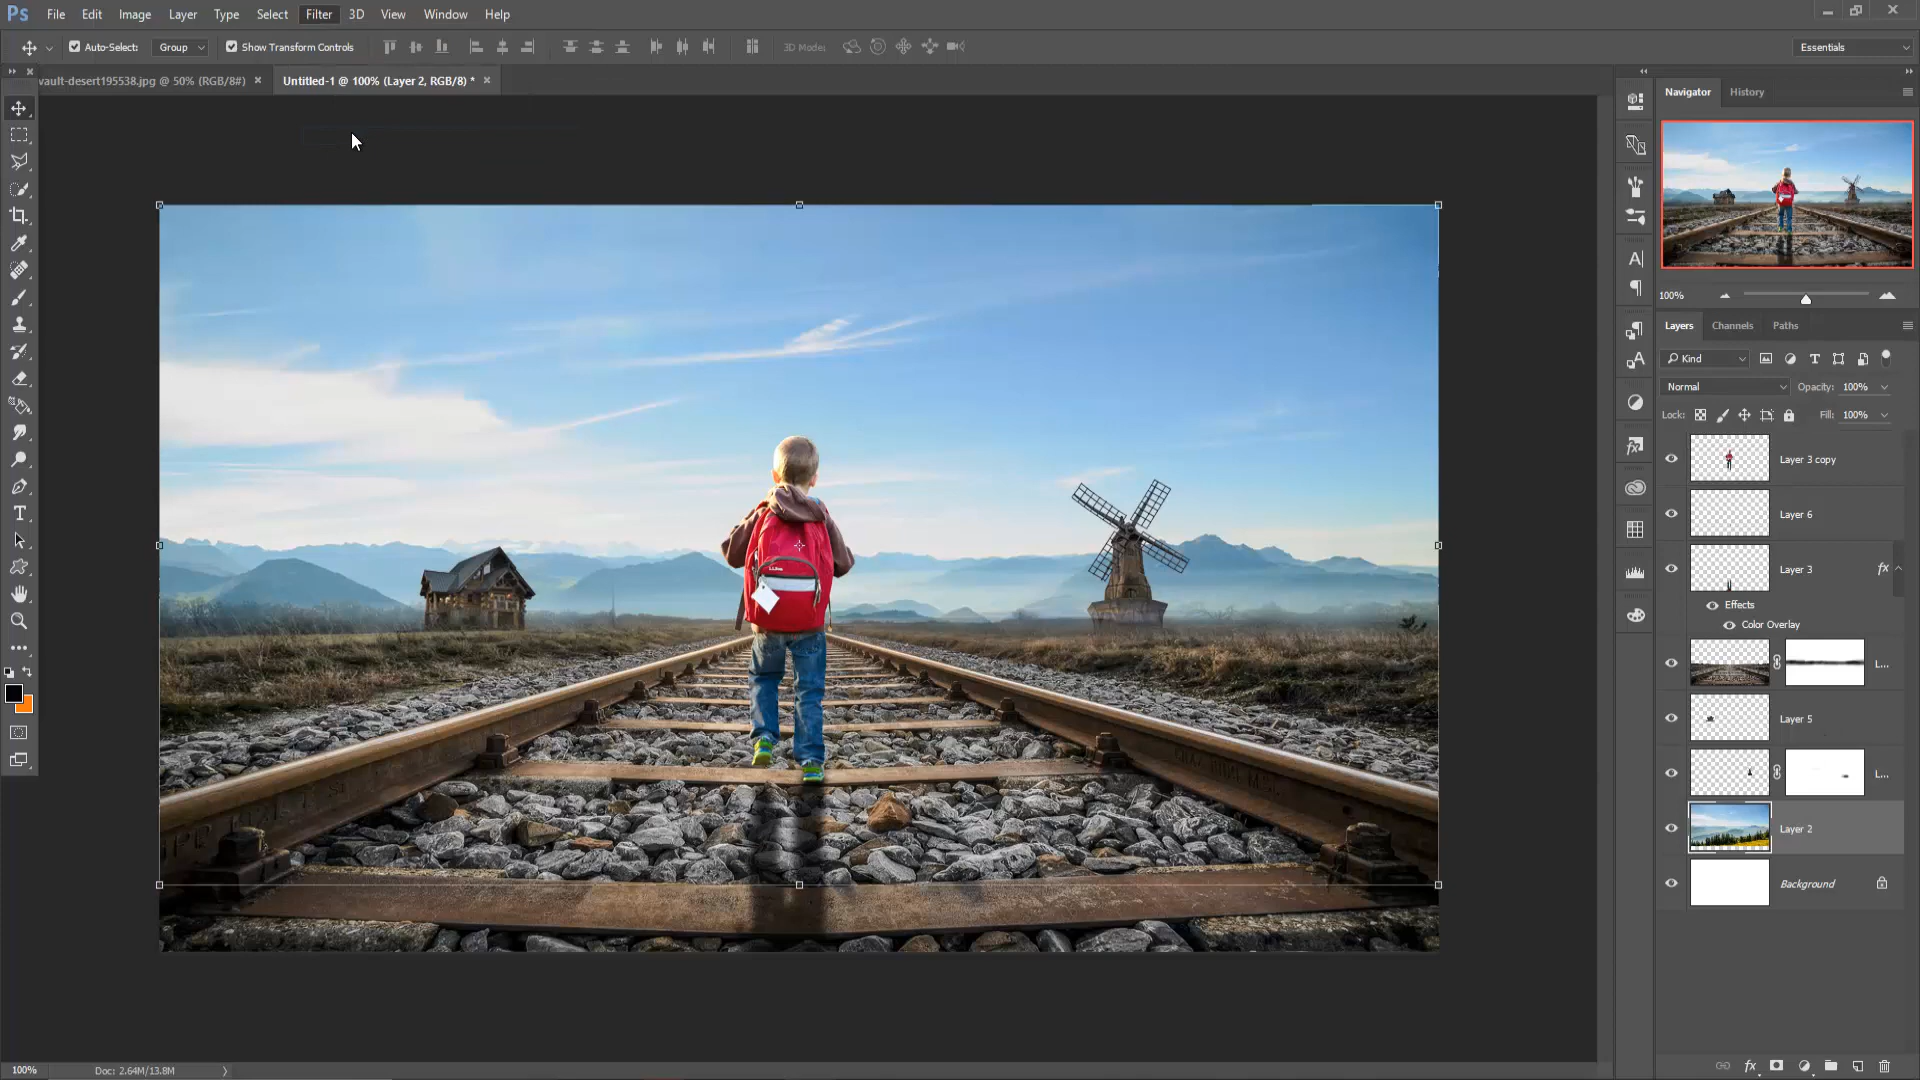 Ps File Edit Image Layer Type Select Filter 3D View Window Help
Auto-Select: Group Show Transform Controls 3D Mode: Essentials
vault-desert195538.jpg @ 50% (RGB/8#) × Untitled-1 @ 100% (Layer 2, RGB/8) * ×
Navigator History
100%
Layers Channels Paths
Kind
Normal Opacity: 100%
Lock: Fill: 100%
Layer 3 copy
Layer 6
Layer 3 fx
Effects
Color Overlay
L...
Layer 5
L...
Layer 2
Background
100% Doc: 2.64M/13.8M